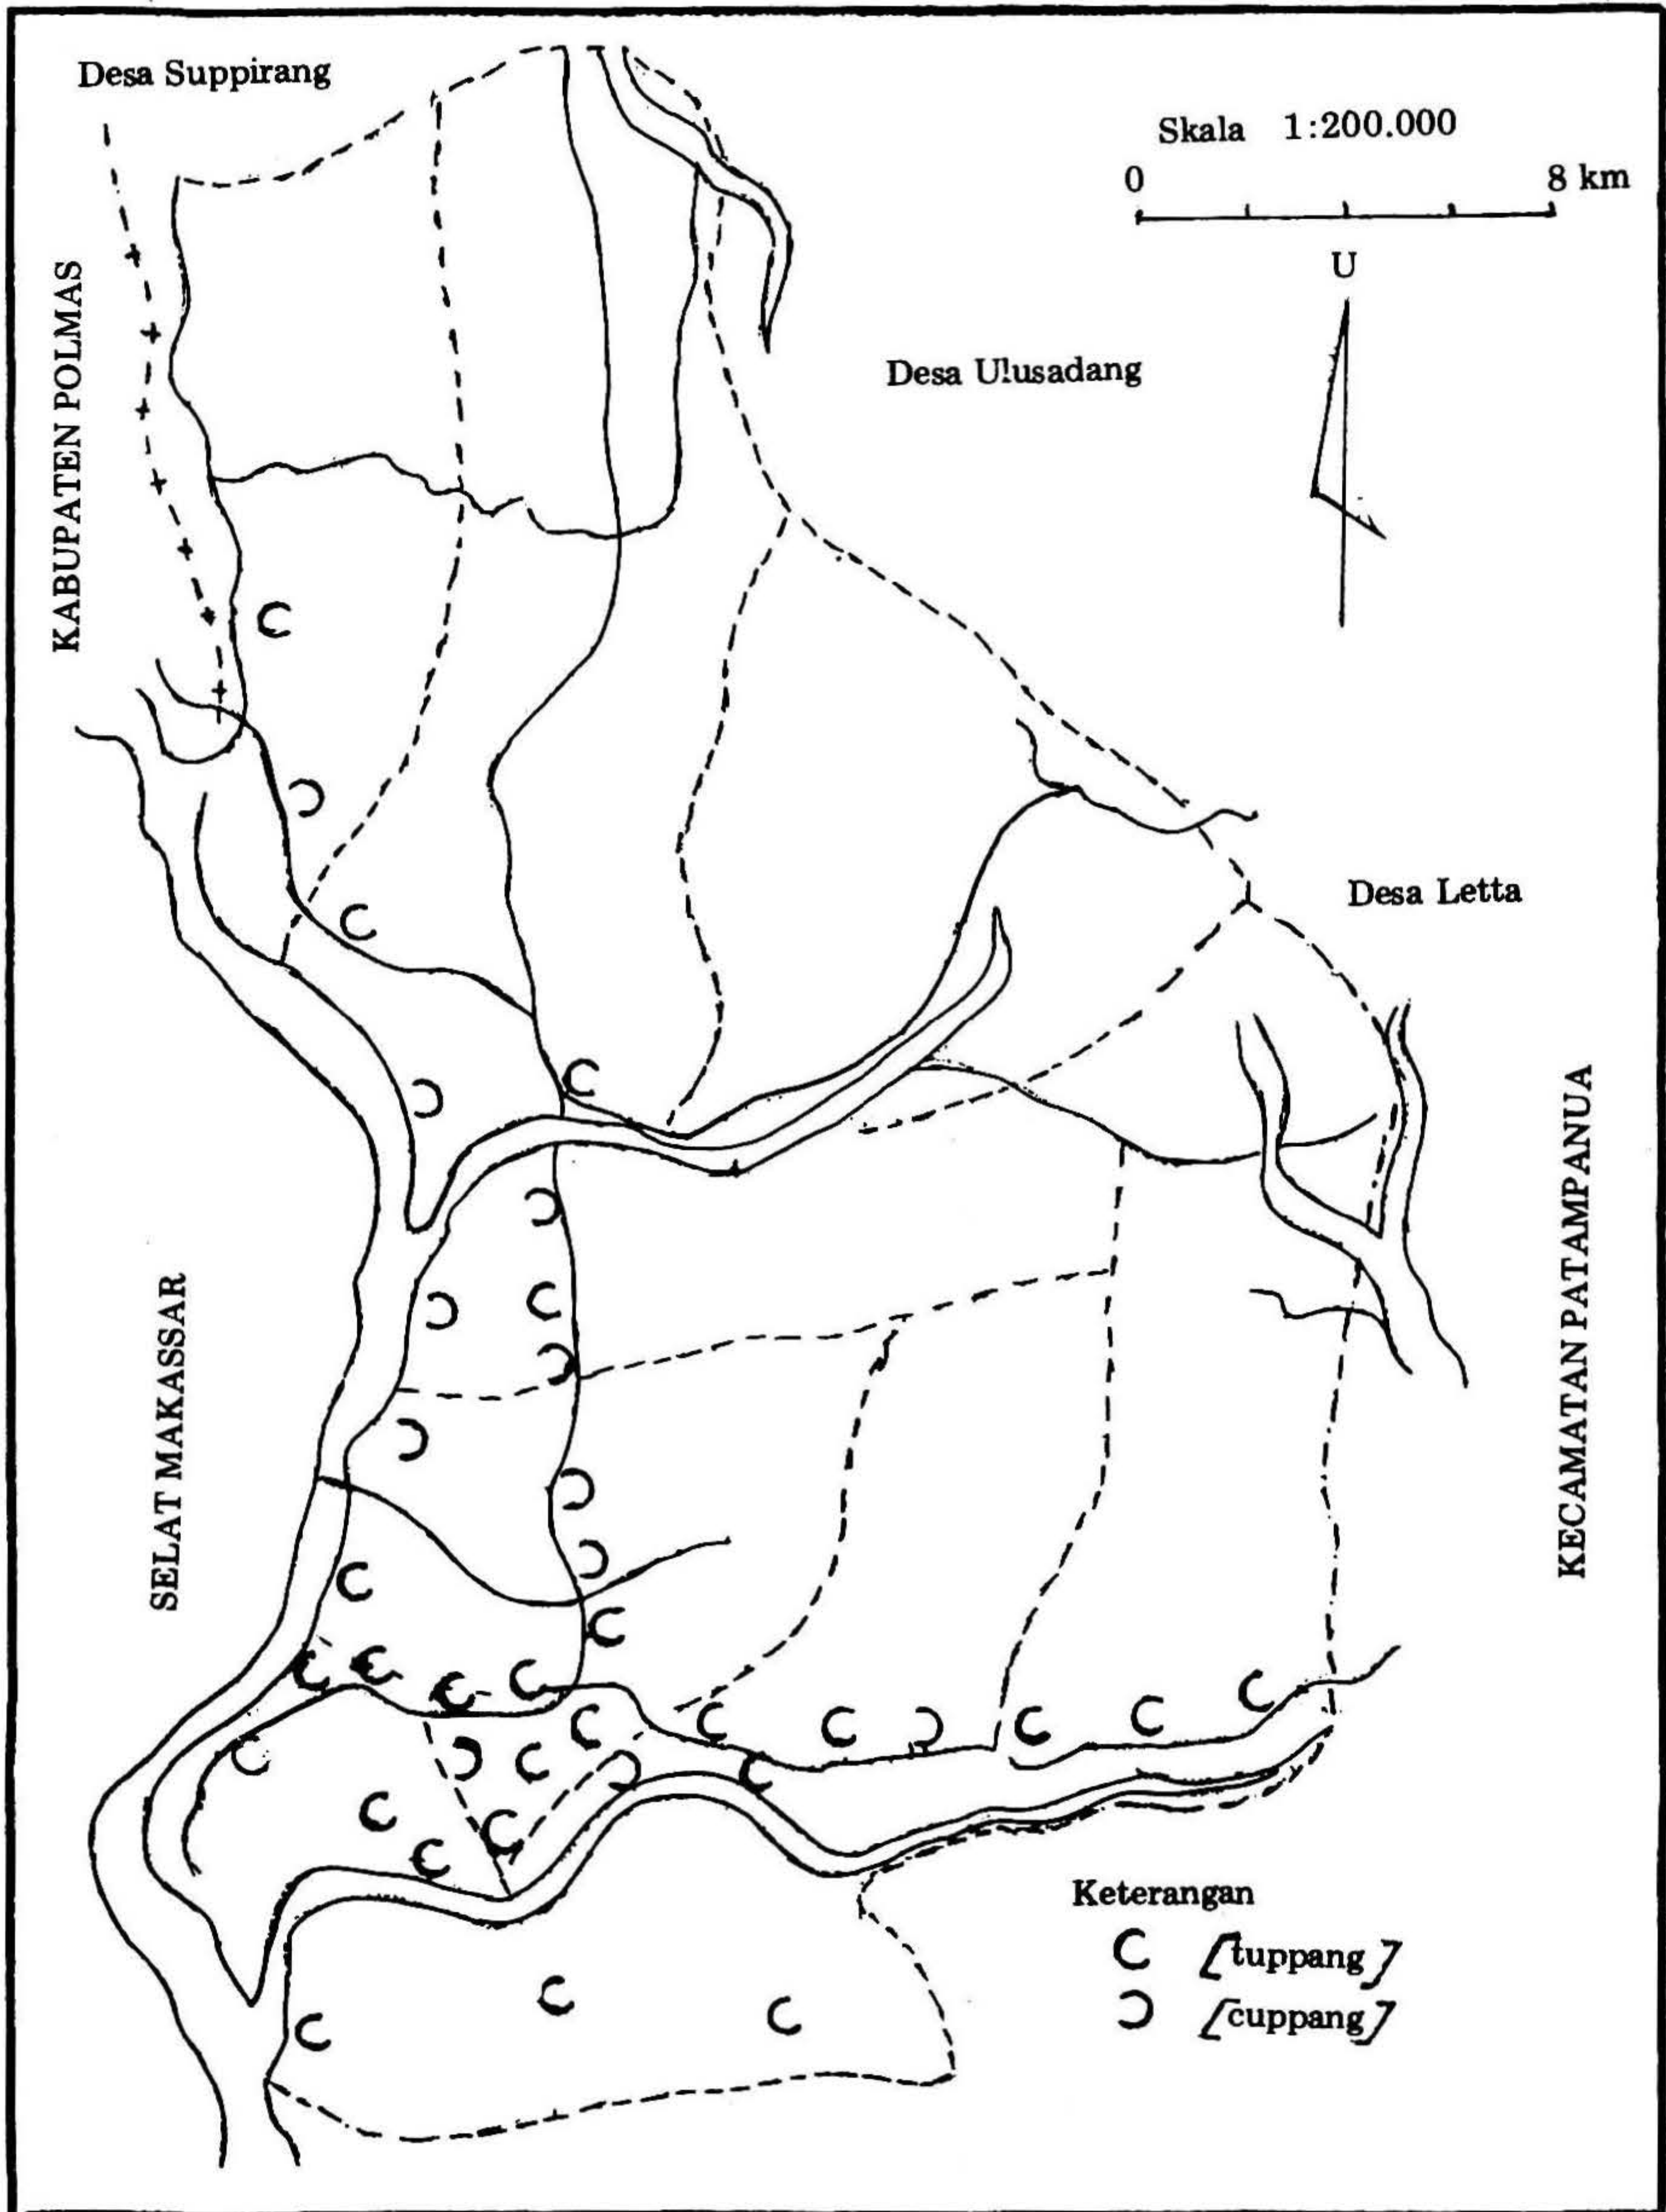 Desa Suppirang
Skala 1:200.000
0 8 km
U
KABUPATEN POLMAS
Desa Ulusadang
Desa Letta
KECAMATAN PATAMPANUA
SELAT MAKASSAR
Keterangan
C [tuppang]
Ɔ [cuppang]